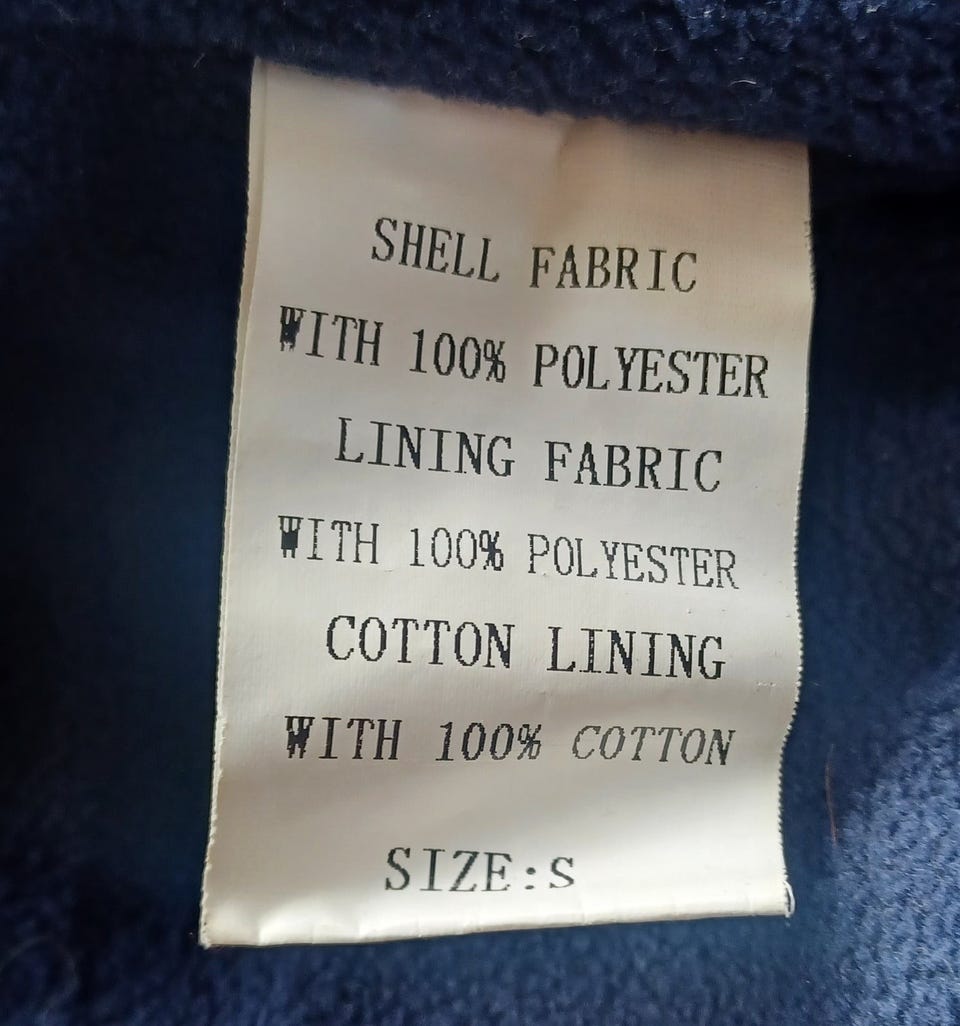 SHELL FABRIC
WITH 100% POLYESTER
LINING FABRIC
WITH 100% POLYESTER
COTTON LINING
WITH 100% COTTON
SIZE:S